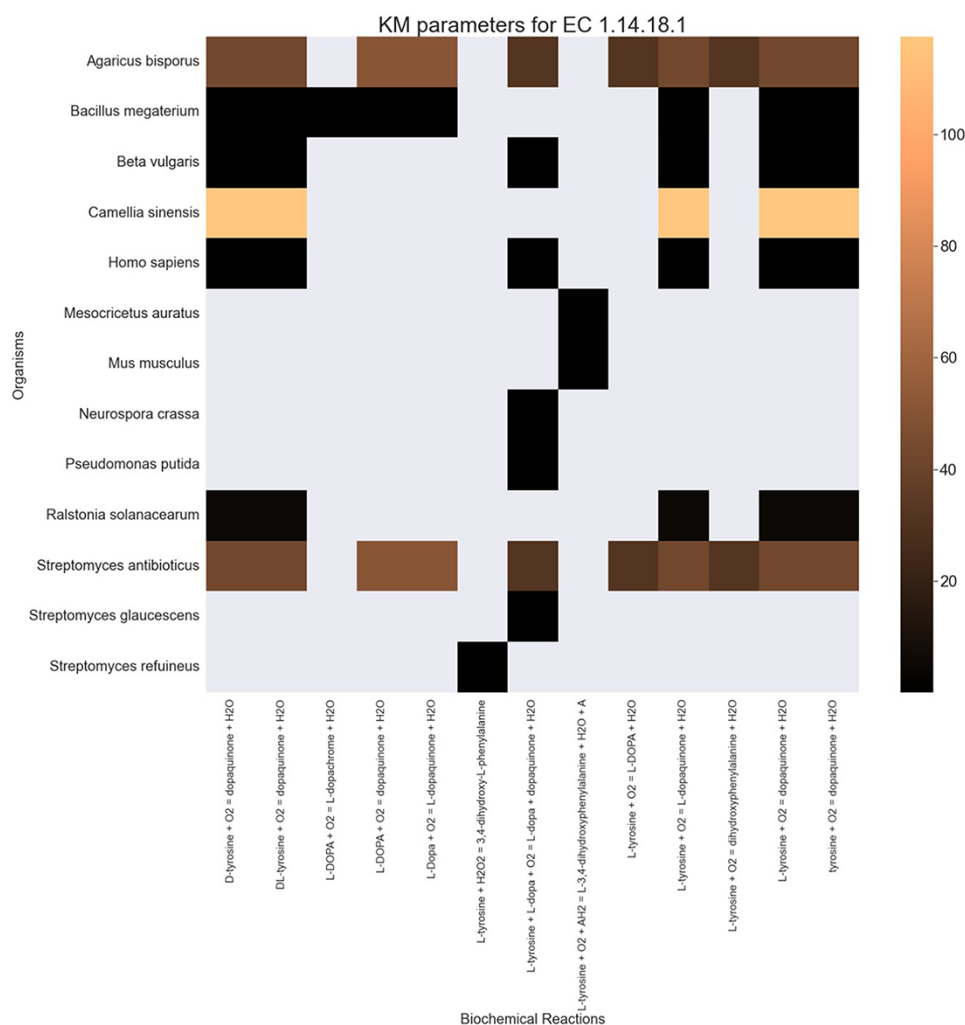 KM parameters for EC 1.14.18.1
Agaricus bisporus
Bacillus megaterium
Beta vulgaris
Camellia sinensis
Homo sapiens
Mesocricetus auratus
Mus musculus
Neurospora crassa
Pseudomonas putida
Ralstonia solanacearum
Streptomyces antibioticus
Streptomyces glaucescens
Streptomyces refuineus
Organisms
100
80
60
40
20
D-tyrosine + O2 = dopaquinone + H2O
DL-tyrosine + O2 = dopaquinone + H2O
L-DOPA + O2 = L-dopachrome + H2O
L-DOPA + O2 = dopaquinone + H2O
L-Dopa + O2 = L-dopaquinone + H2O
L-tyrosine + H2O2 = 3,4-dihydroxy-L-phenylalanine
L-tyrosine + L-dopa + O2 = L-dopa + dopaquinone + H2O
L-tyrosine + O2 + AH2 = L-3,4-dihydroxyphenylalanine + H2O + A
L-tyrosine + O2 = L-DOPA + H2O
L-tyrosine + O2 = L-dopaquinone + H2O
L-tyrosine + O2 = dihydroxyphenylalanine + H2O
L-tyrosine + O2 = dopaquinone + H2O
tyrosine + O2 = dopaquinone + H2O
Biochemical Reactions